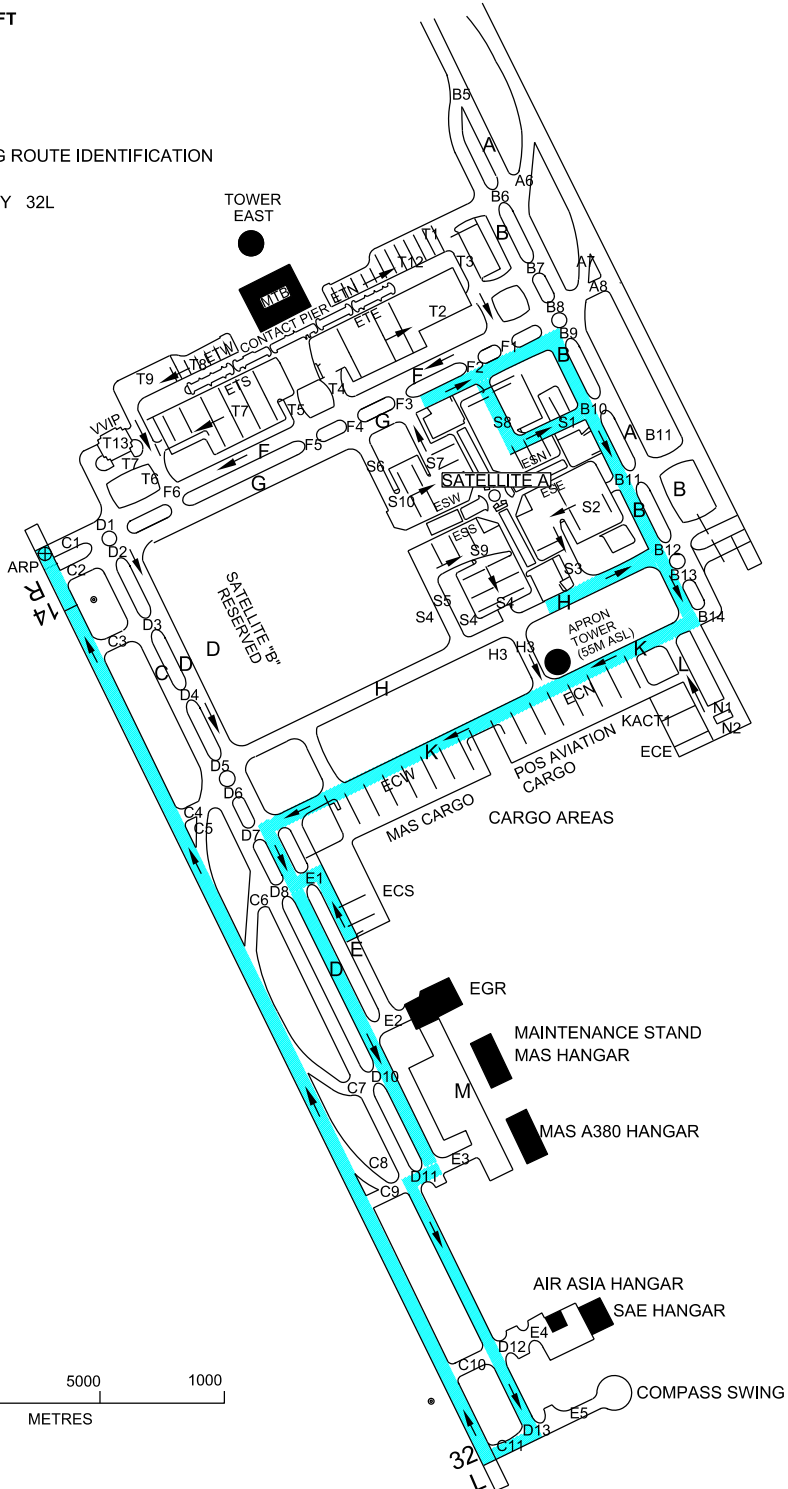 FT
G ROUTE IDENTIFICATION
Y 32L
B5
A
A6
TOWER
EAST
B6
T1
B
T3
T12
MTB
ETN
B7
A7
A8
CONTACT PIER
ETE
T2
B8
B9
ETW
T8
T9
ETS
F1
B
F2
F
T4
VVIP
T7
T5
F3
B10
G
F4
S8
S1
A
B11
T13
T7
F
F5
T6
G
S6
S7
ESN
SATELLITE A
B11
F6
S10
ESW
ESE
B
B
S2
D1
ESS
ARP
C1
D2
S9
B12
C2
S3
B13
14
R
SATELLITE "B"
RESERVED
S5
S4
S4
S4
H
B14
C3
D3
D
C
D
APRON
TOWER
(55M ASL)
H3
H3
K
H
D4
L
ECN
N1
KACT1
N2
ECE
K
D5
POS AVIATION
CARGO
ECW
D6
C4
MAS CARGO
CARGO AREAS
C5
D7
E1
D8
ECS
C6
E
D
EGR
E2
MAINTENANCE STAND
MAS HANGAR
D10
C7
M
MAS A380 HANGAR
C8
E3
D11
C9
AIR ASIA HANGAR
SAE HANGAR
E4
D12
C10
5000
1000
METRES
COMPASS SWING
E5
D13
C11
32
L